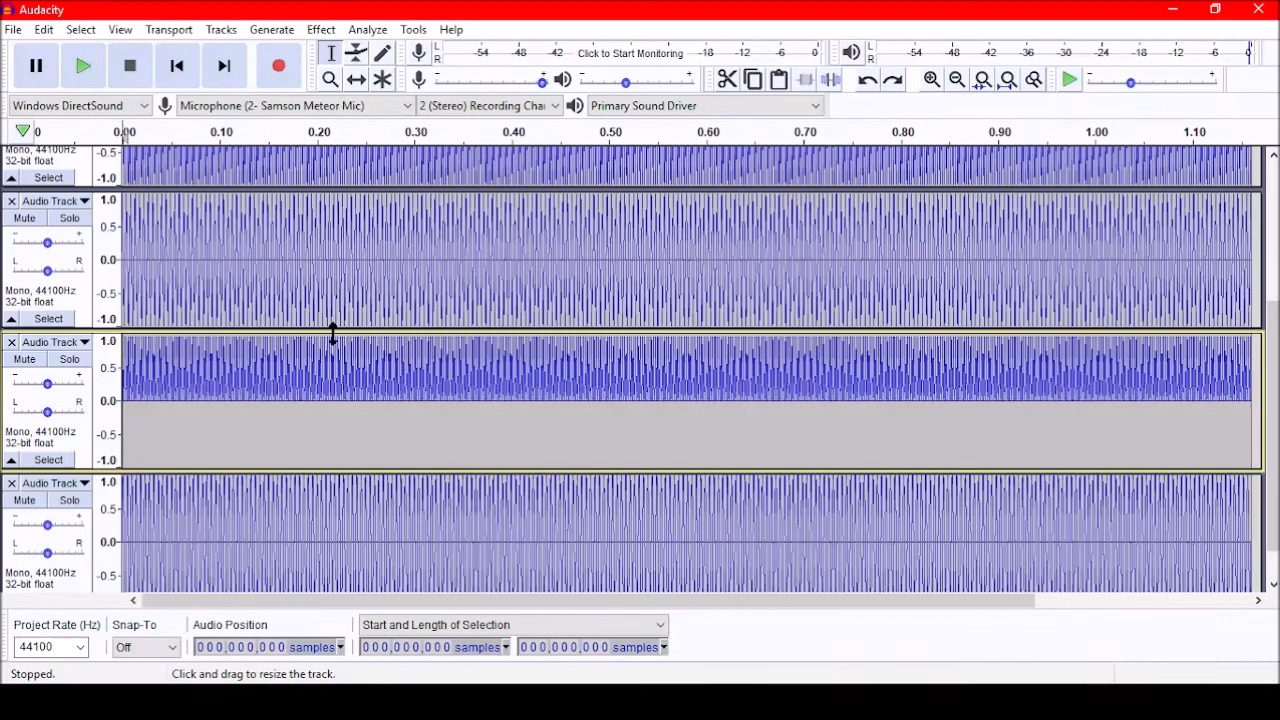 Audacity
File Edit Select View Transport Tracks Generate Effect Analyze Tools Help
L R -54 -48 -42 Click to Start Monitoring -18 -12 -6 0 L R -54 -48 -42 -36 -30 -24 -18 -12 -6 0
- + - + - +
Windows DirectSound Microphone (2- Samson Meteor Mic) 2 (Stereo) Recording Chai Primary Sound Driver
0 0.00 0.10 0.20 0.30 0.40 0.50 0.60 0.70 0.80 0.90 1.00 1.10
Mono, 44100Hz -0.5
32-bit float
Select -1.0
Audio Track 1.0
Mute Solo 0.5
- +
L R 0.0
Mono, 44100Hz -0.5
32-bit float
Select -1.0
Audio Track 1.0
Mute Solo 0.5
- +
L R 0.0
Mono, 44100Hz -0.5
32-bit float
Select -1.0
Audio Track 1.0
Mute Solo 0.5
- +
L R 0.0
Mono, 44100Hz -0.5
32-bit float
Project Rate (Hz) Snap-To Audio Position Start and Length of Selection
44100 Off 000,000,000 samples 000,000,000 samples 000,000,000 samples
Stopped. Click and drag to resize the track.